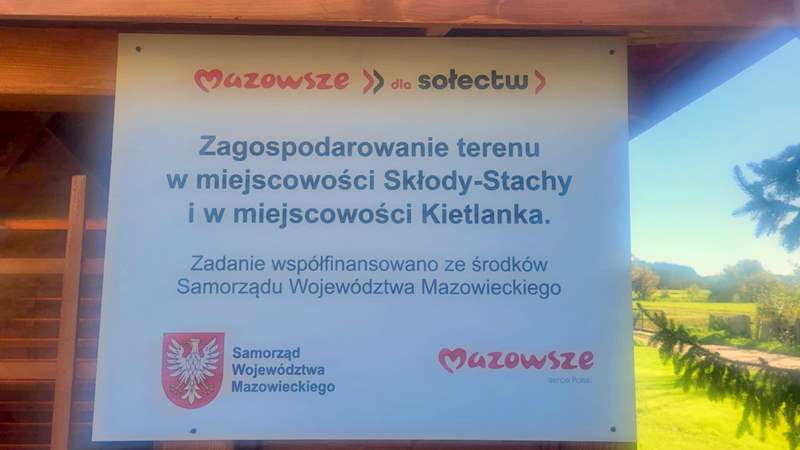 Mazowsze dla sołectw
Zagospodarowanie terenu
w miejscowości Skłody-Stachy
i w miejscowości Kietlanka.
Zadanie współfinansowano ze środków
Samorządu Województwa Mazowieckiego
Samorząd
Województwa
Mazowieckiego
Mazowsze
serce Polski